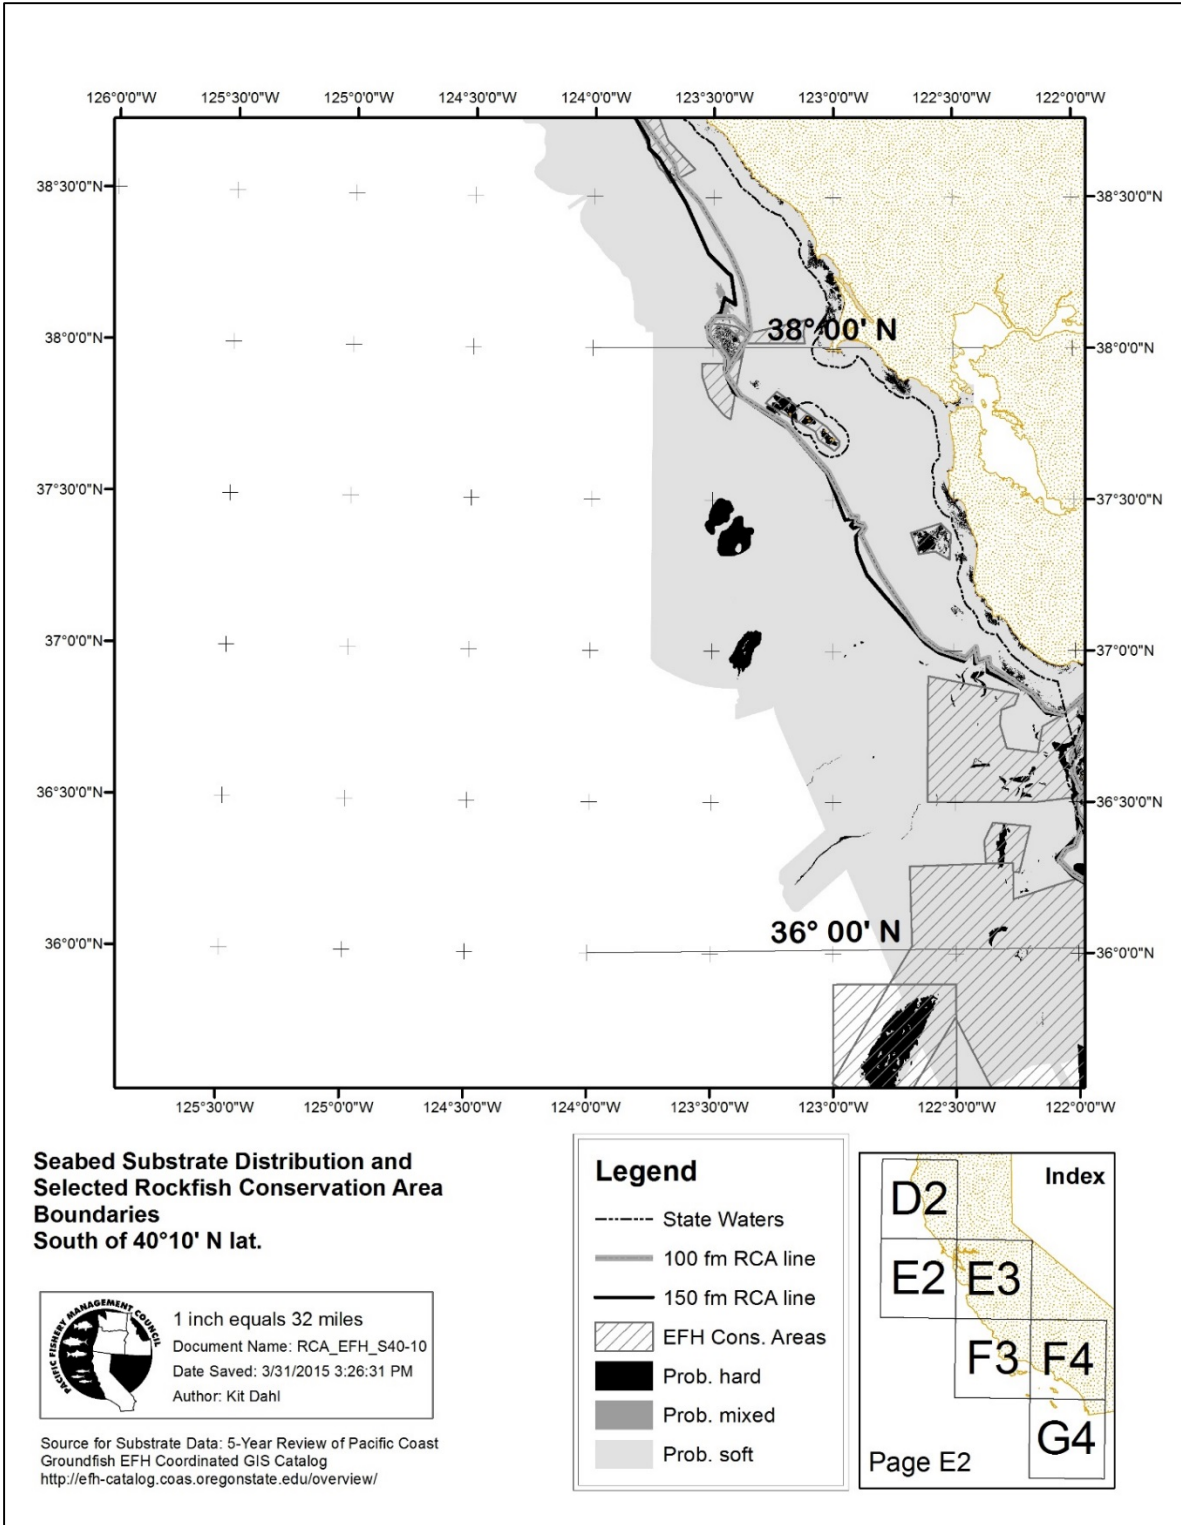 126°0'0"W 125°30'0"W 125°0'0"W 124°30'0"W 124°0'0"W 123°30'0"W 123°0'0"W 122°30'0"W 122°0'0"W
38°30'0"N 38°30'0"N
38°0'0"N 38° 00' N 38°0'0"N
37°30'0"N 37°30'0"N
37°0'0"N 37°0'0"N
36°30'0"N 36°30'0"N
36°0'0"N 36° 00' N 36°0'0"N
125°30'0"W 125°0'0"W 124°30'0"W 124°0'0"W 123°30'0"W 123°0'0"W 122°30'0"W 122°0'0"W
Seabed Substrate Distribution and
Selected Rockfish Conservation Area
Boundaries
South of 40°10' N lat.
PACIFIC FISHERY MANAGEMENT COUNCIL
1 inch equals 32 miles
Document Name: RCA_EFH_S40-10
Date Saved: 3/31/2015 3:26:31 PM
Author: Kit Dahl
Source for Substrate Data: 5-Year Review of Pacific Coast
Groundfish EFH Coordinated GIS Catalog
http://efh-catalog.coas.oregonstate.edu/overview/
Legend
State Waters
100 fm RCA line
150 fm RCA line
EFH Cons. Areas
Prob. hard
Prob. mixed
Prob. soft
Index
D2
E2 E3
F3 F4
G4
Page E2